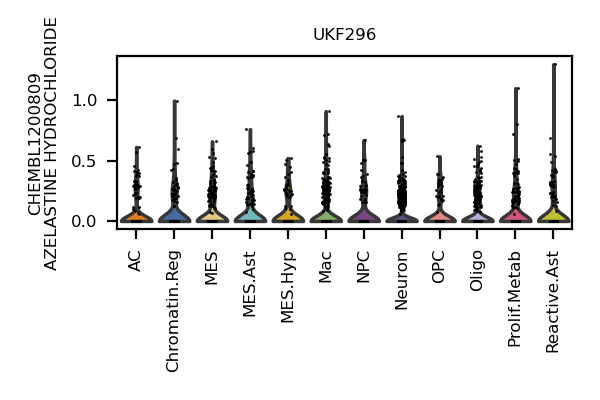 UKF296
CHEMBL1200809
AZELASTINE HYDROCHLORIDE
1.0
0.5
0.0
AC
Chromatin.Reg
MES
MES.Ast
MES.Hyp
Mac
NPC
Neuron
OPC
Oligo
Prolif.Metab
Reactive.Ast